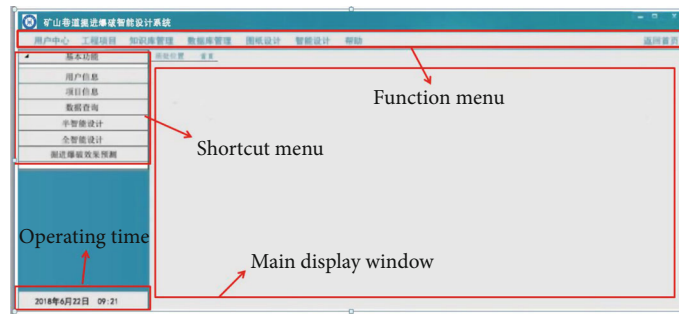 矿山巷道掘进爆破智能设计系统
用户中心 工程项目 知识库管理 数据库管理 图纸设计 智能设计 帮助 返回首页
基本功能
用户信息
项目信息
数据查询
半智能设计
全智能设计
掘进爆破效果预测
Function menu
Shortcut menu
Operating time
Main display window
2018年6月22日 09:21